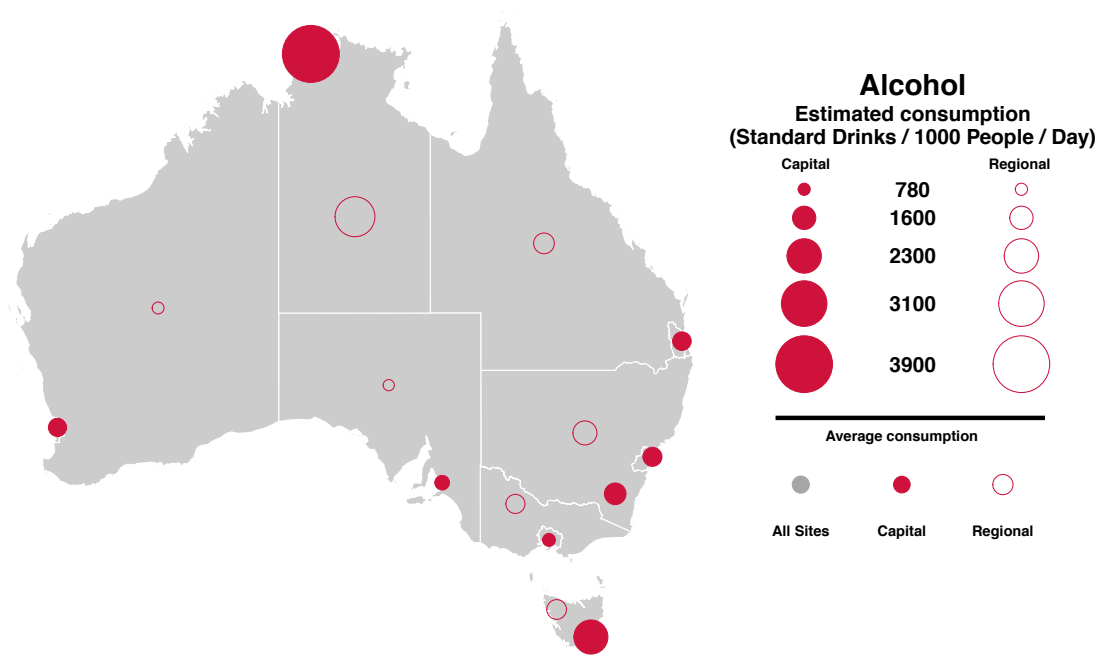 Alcohol
Estimated consumption
(Standard Drinks / 1000 People / Day)
Capital Regional
780
1600
2300
3100
3900
Average consumption
All Sites Capital Regional